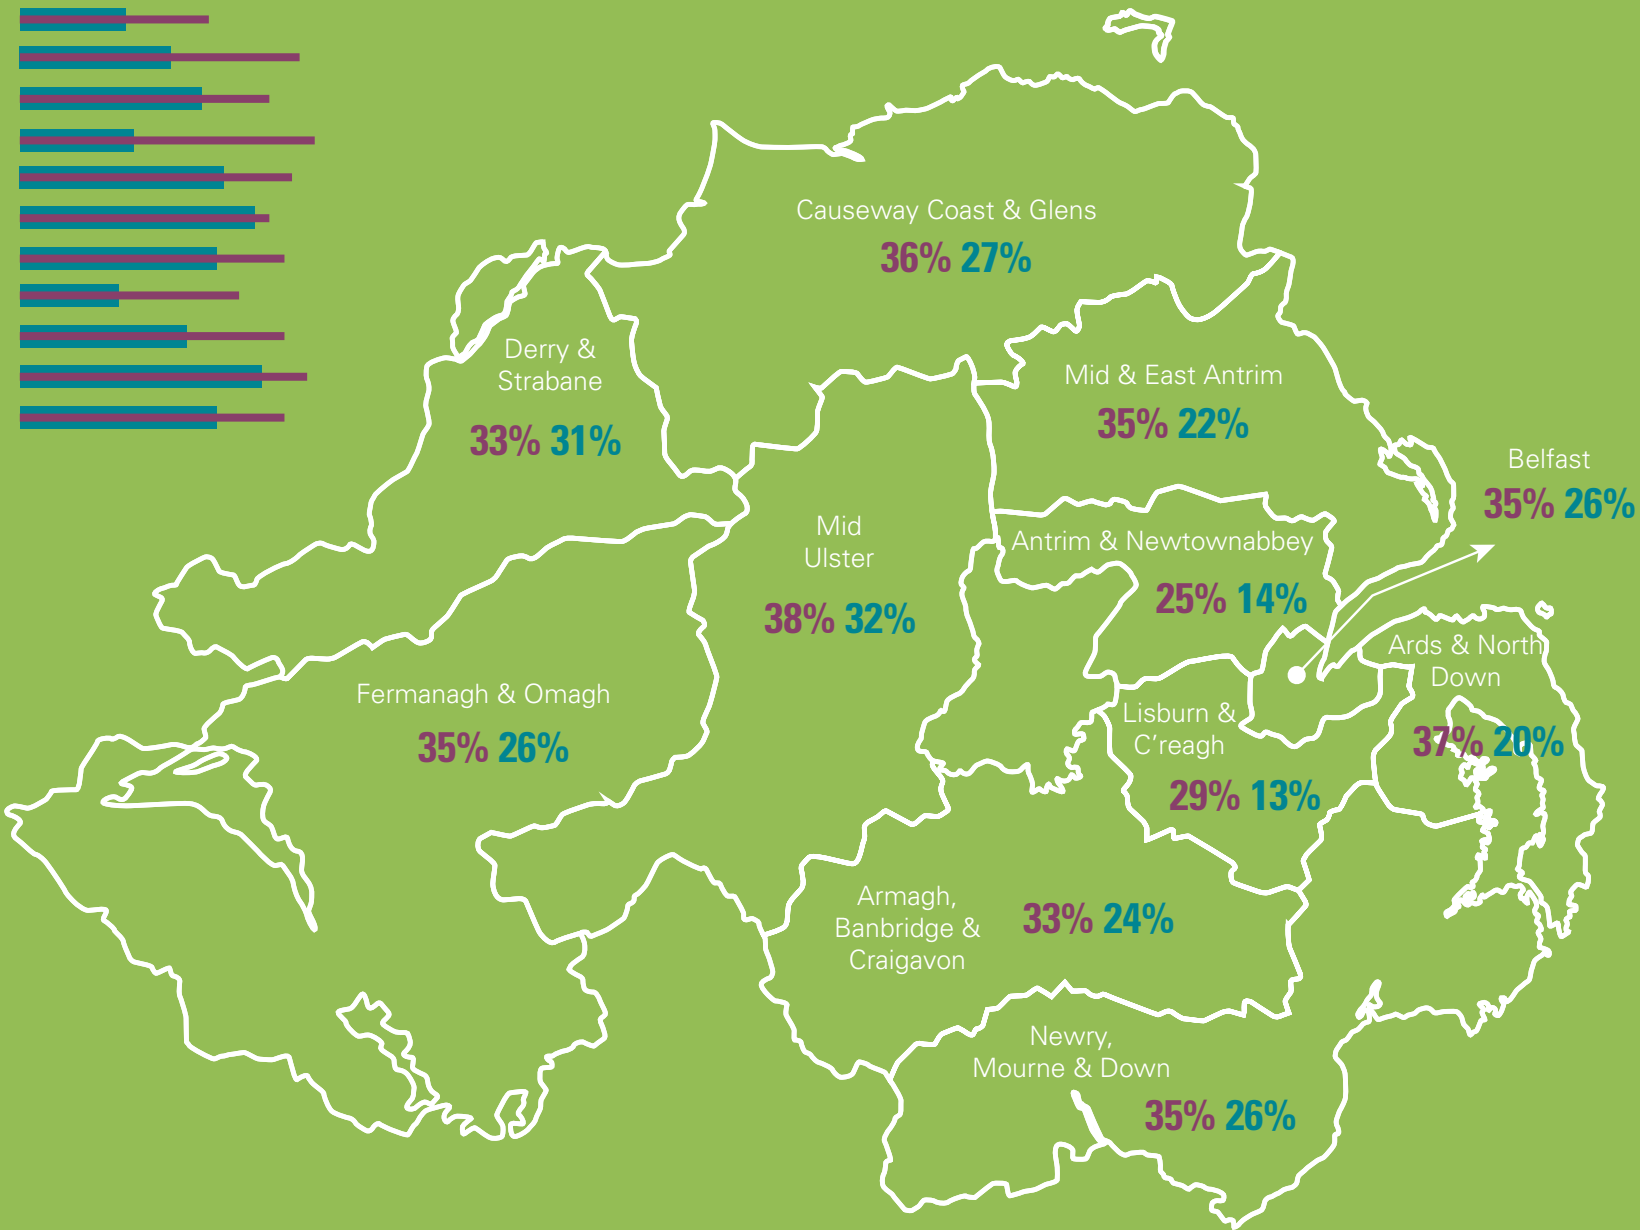 Causeway Coast & Glens
36% 27%
Derry &
Strabane
33% 31%
Mid & East Antrim
35% 22%
Belfast
35% 26%
Mid
Ulster
38% 32%
Antrim & Newtownabbey
25% 14%
Ards & North
Down
37% 20%
Fermanagh & Omagh
35% 26%
Lisburn &
C'reagh
29% 13%
Armagh,
Banbridge &
Craigavon
33% 24%
Newry,
Mourne & Down
35% 26%